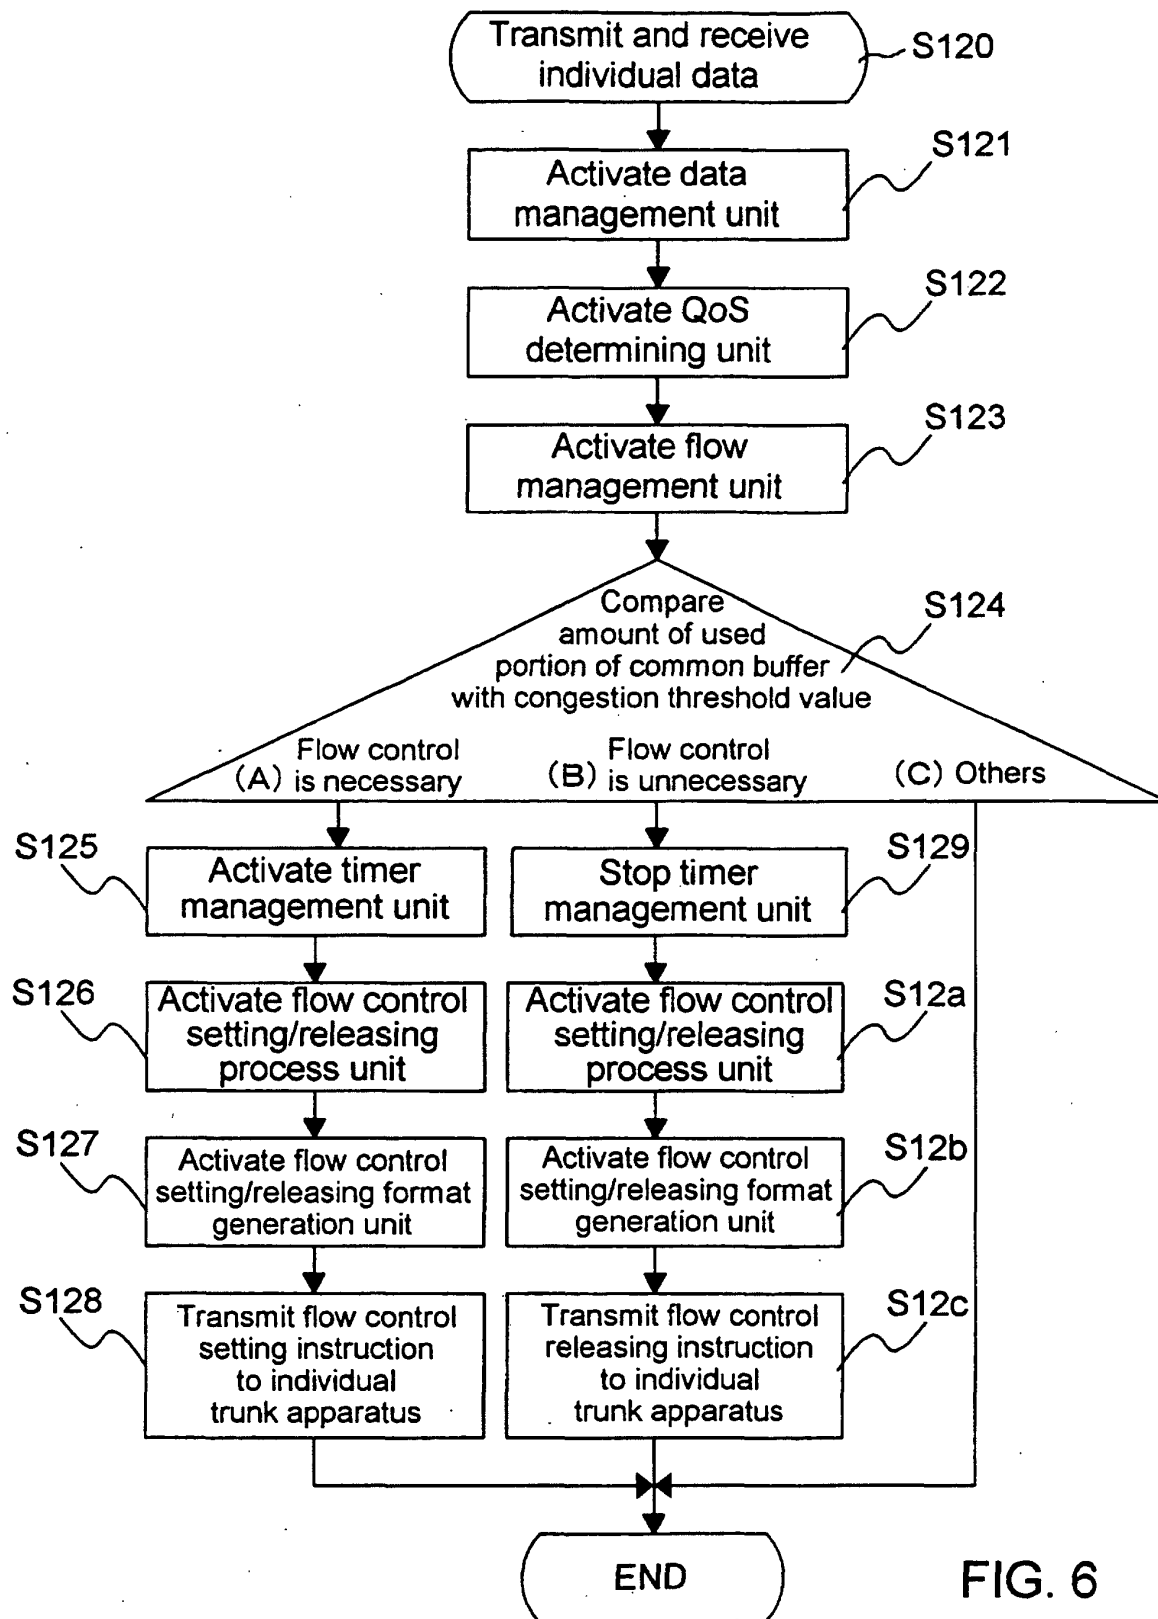 Transmit and receive
individual data
S120
Activate data
management unit
S121
Activate QoS
determining unit
S122
Activate flow
management unit
S123
Compare
amount of used
portion of common buffer
with congestion threshold value
S124
(A) Flow control
is necessary
(B) Flow control
is unnecessary
(C) Others
S125
Activate timer
management unit
Stop timer
management unit
S129
S126
Activate flow control
setting/releasing
process unit
Activate flow control
setting/releasing
process unit
S12a
S127
Activate flow control
setting/releasing format
generation unit
Activate flow control
setting/releasing format
generation unit
S12b
S128
Transmit flow control
setting instruction
to individual
trunk apparatus
Transmit flow control
releasing instruction
to individual
trunk apparatus
S12c
END
FIG. 6